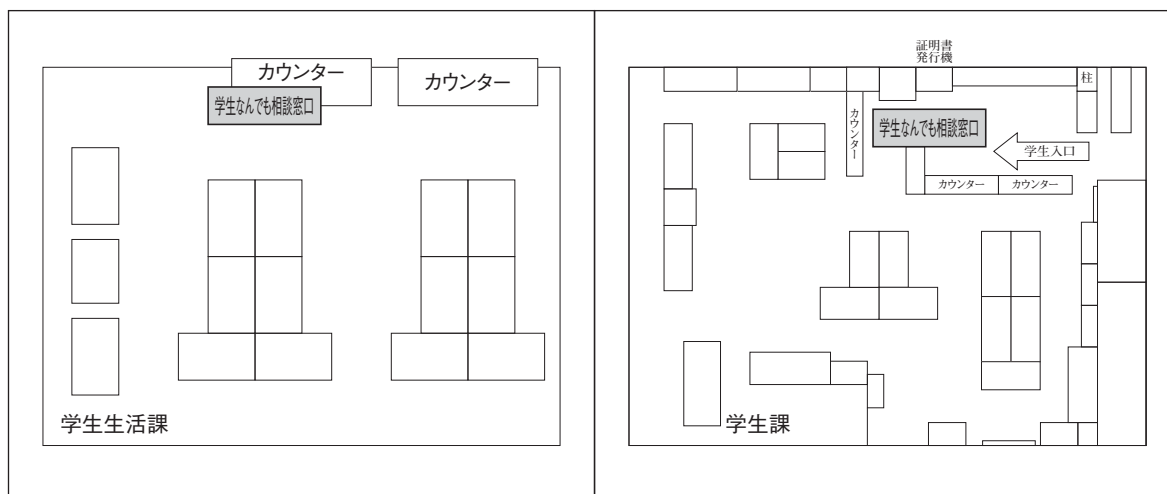 カウンター
カウンター
学生なんでも相談窓口
学生生活課
証明書
発行機
柱
カウンター
学生なんでも相談窓口
学生入口
カウンター
カウンター
学生課